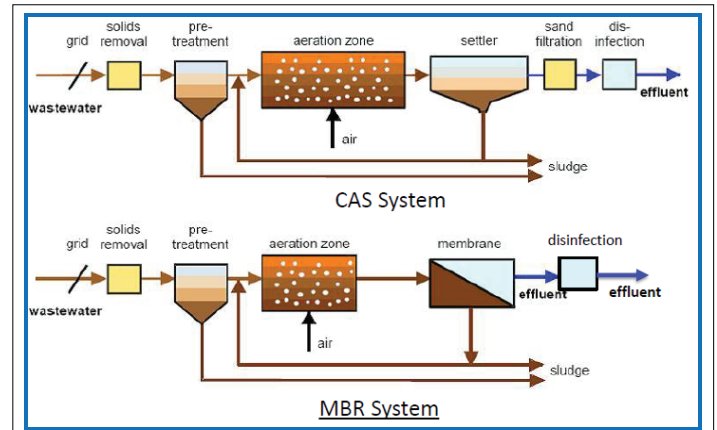 solids
removal
pre-
treatment
grid
aeration zone
settler
sand
filtration
dis-
infection
wastewater
effluent
air
sludge
CAS System
solids
removal
pre-
treatment
grid
aeration zone
membrane
disinfection
wastewater
effluent
effluent
air
sludge
MBR System